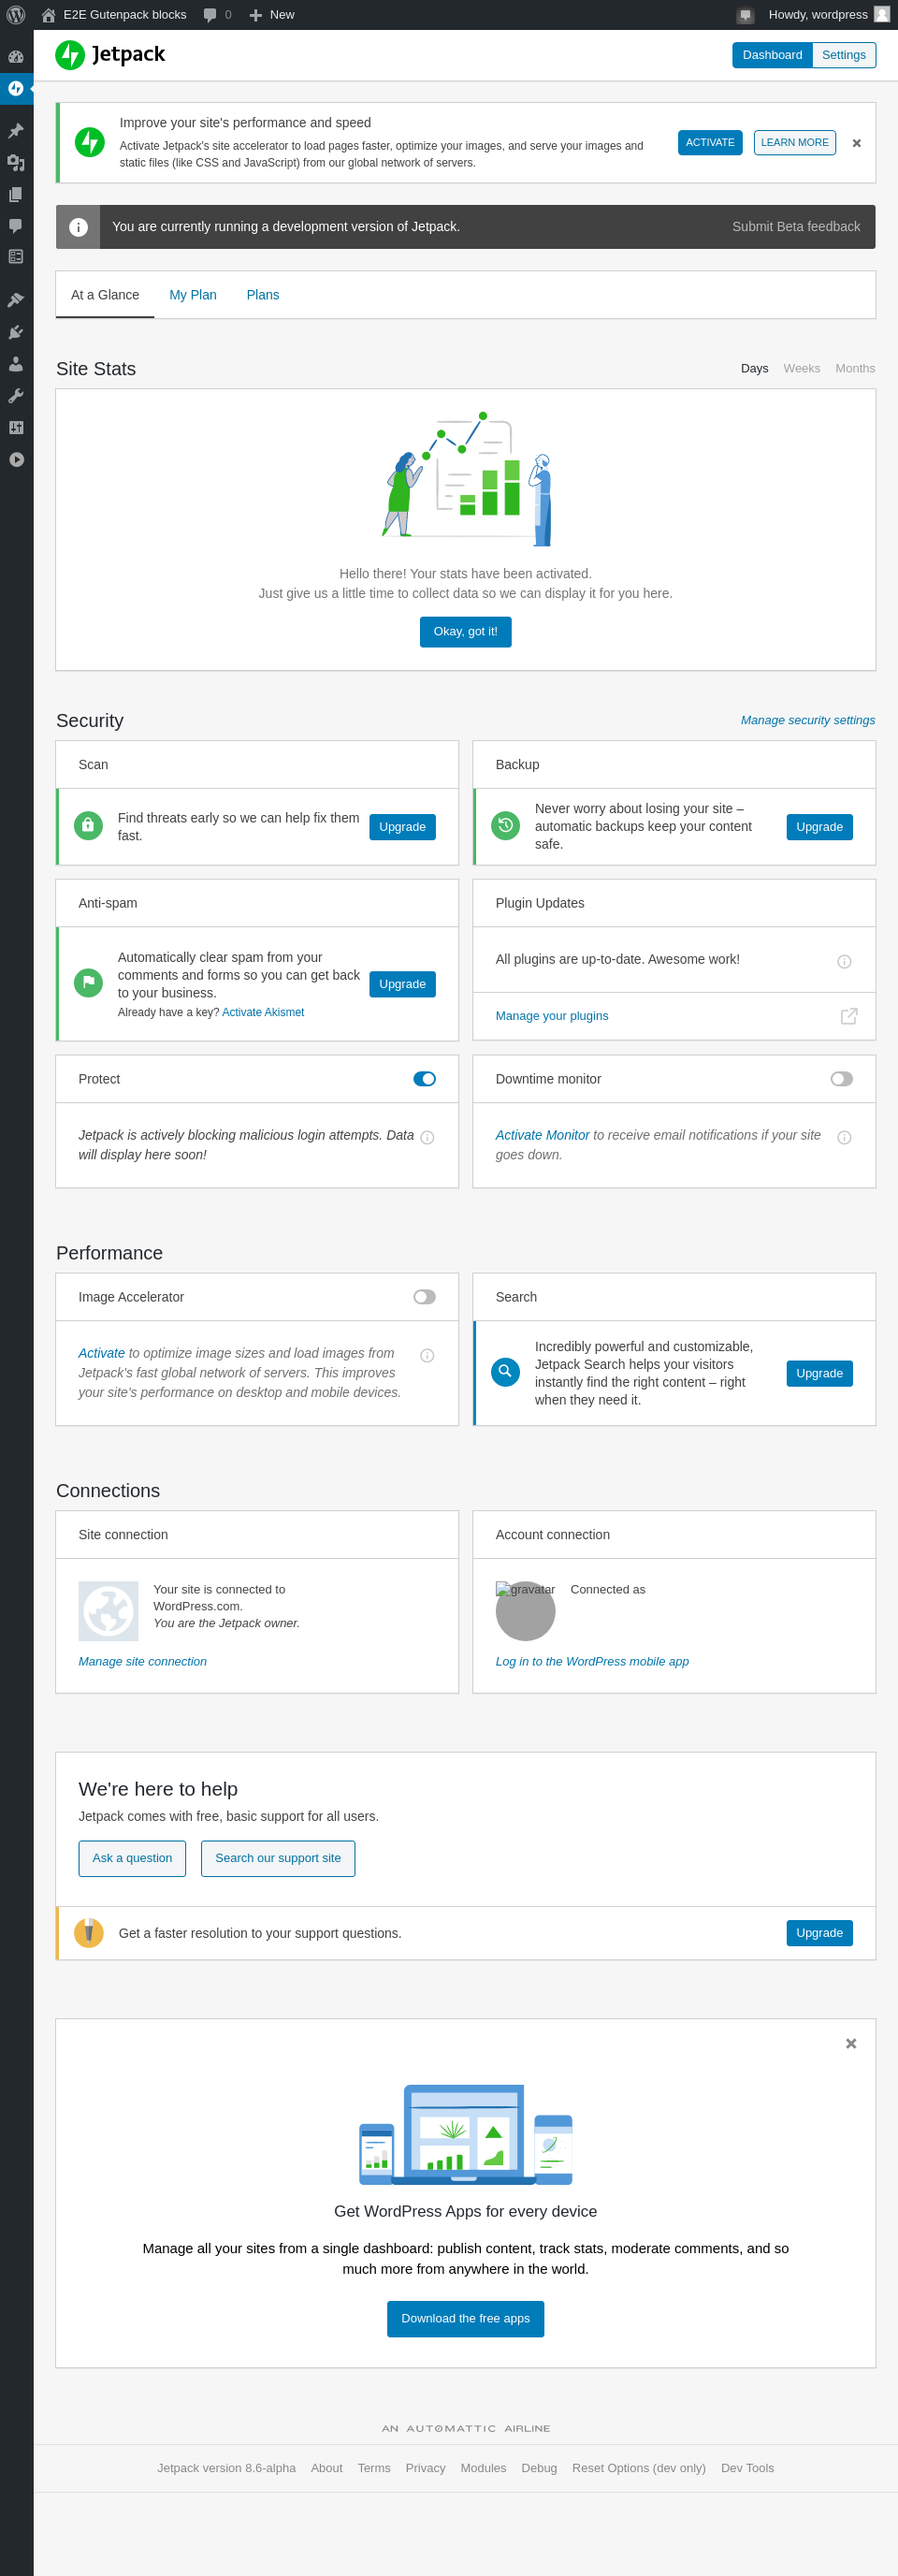 E2E Gutenpack blocks 0 New Howdy, wordpress
Jetpack Dashboard Settings
Improve your site's performance and speed
Activate Jetpack's site accelerator to load pages faster, optimize your images, and serve your images and
static files (like CSS and JavaScript) from our global network of servers.
ACTIVATE LEARN MORE
You are currently running a development version of Jetpack. Submit Beta feedback
At a Glance My Plan Plans
Site Stats Days Weeks Months
Hello there! Your stats have been activated.
Just give us a little time to collect data so we can display it for you here.
Okay, got it!
Security Manage security settings
Scan
Find threats early so we can help fix them
fast.
Upgrade
Backup
Never worry about losing your site –
automatic backups keep your content
safe.
Upgrade
Anti-spam
Automatically clear spam from your
comments and forms so you can get back
to your business.
Already have a key? Activate Akismet
Upgrade
Plugin Updates
All plugins are up-to-date. Awesome work!
Manage your plugins
Protect
Jetpack is actively blocking malicious login attempts. Data
will display here soon!
Downtime monitor
Activate Monitor to receive email notifications if your site
goes down.
Performance
Image Accelerator
Activate to optimize image sizes and load images from
Jetpack's fast global network of servers. This improves
your site's performance on desktop and mobile devices.
Search
Incredibly powerful and customizable,
Jetpack Search helps your visitors
instantly find the right content – right
when they need it.
Upgrade
Connections
Site connection
Your site is connected to
WordPress.com.
You are the Jetpack owner.
Manage site connection
Account connection
gravatar Connected as
Log in to the WordPress mobile app
We're here to help
Jetpack comes with free, basic support for all users.
Ask a question Search our support site
Get a faster resolution to your support questions. Upgrade
Get WordPress Apps for every device
Manage all your sites from a single dashboard: publish content, track stats, moderate comments, and so
much more from anywhere in the world.
Download the free apps
AN AUTOMATTIC AIRLINE
Jetpack version 8.6-alpha About Terms Privacy Modules Debug Reset Options (dev only) Dev Tools